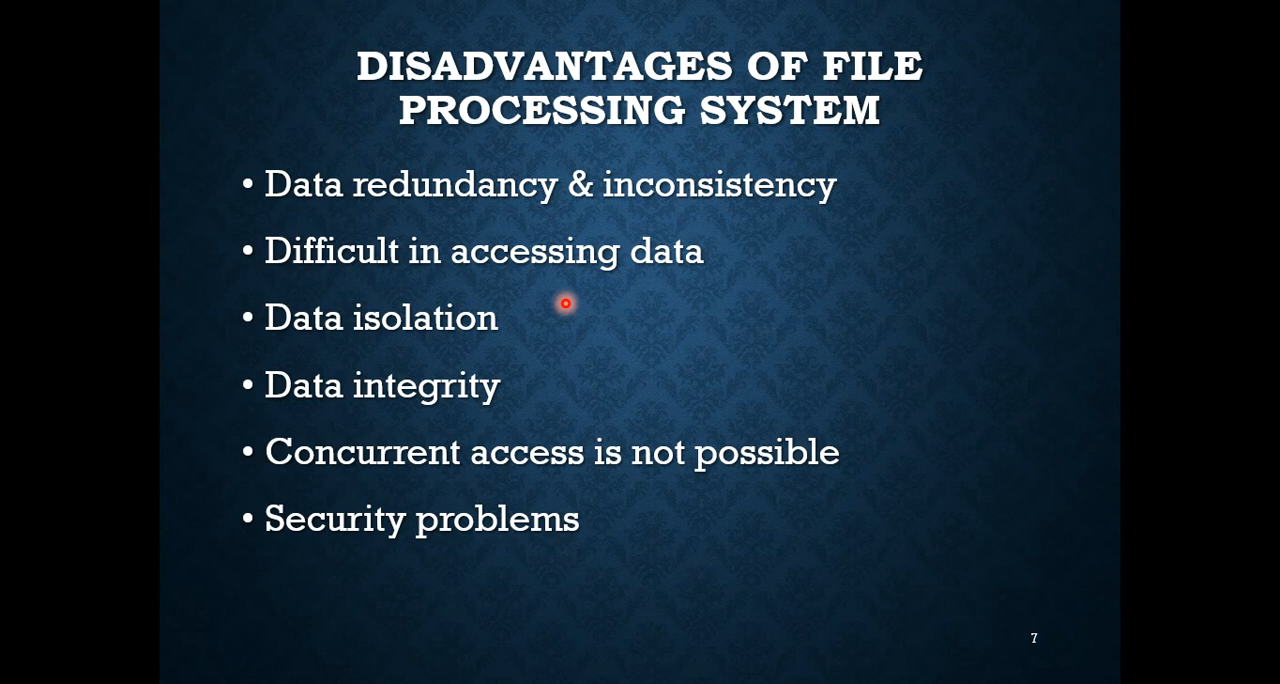 DISADVANTAGES OF FILE
PROCESSING SYSTEM
• Data redundancy & inconsistency
• Difficult in accessing data
• Data isolation
• Data integrity
• Concurrent access is not possible
• Security problems
7